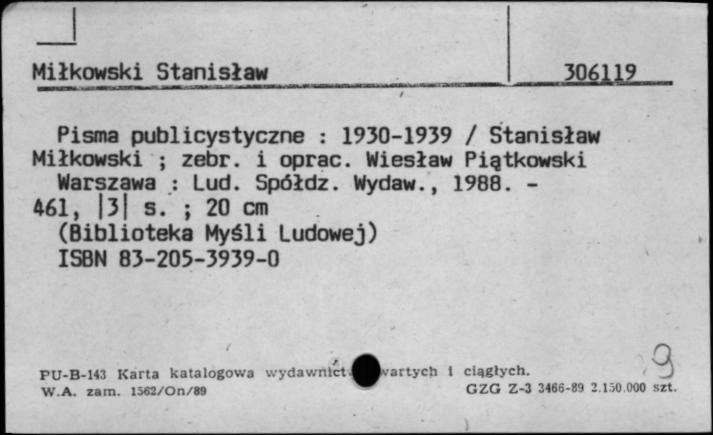 Miłkowski Stanisław 306119
Pisma publicystyczne : 1930-1939 / Stanisław
Miłkowski ; zebr. i oprac. Wiesław Piątkowski
Warszawa : Lud. Spółdz. Wydaw., 1988. -
461, |3| s. ; 20 cm
(Biblioteka Myśli Ludowej)
ISBN 83-205-3939-0
9
PU-B-143 Karta katalogowa i ciągłych.
W.A. zam. 1562/On/89 GZG Z-3 3466-89 2.150.000 szt.